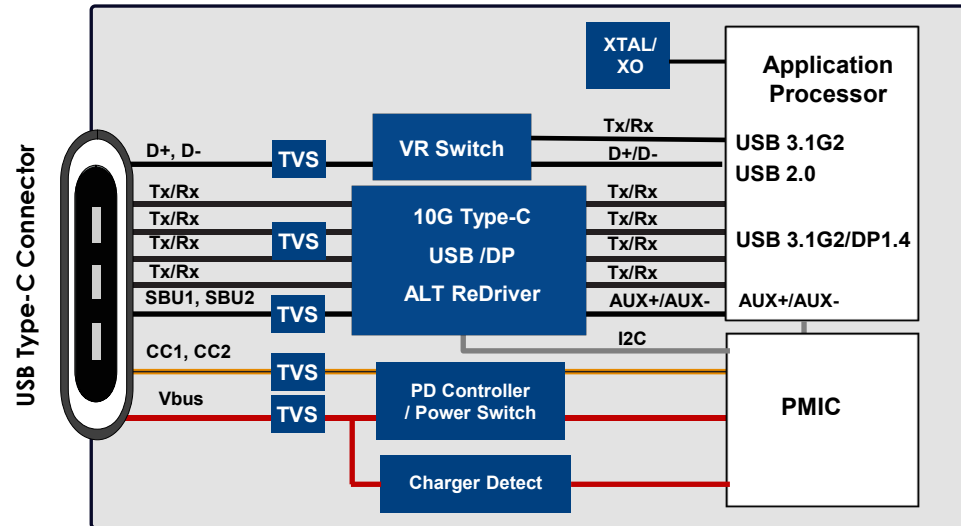 USB Type-C Connector
XTAL/
XO
Application
Processor
Tx/Rx
USB 3.1G2
D+, D-
TVS
VR Switch
D+/D-
USB 2.0
Tx/Rx
Tx/Rx
Tx/Rx
Tx/Rx
TVS
10G Type-C
USB /DP
ALT ReDriver
Tx/Rx
Tx/Rx
Tx/Rx
Tx/Rx
USB 3.1G2/DP1.4
SBU1, SBU2
TVS
AUX+/AUX-
AUX+/AUX-
I2C
CC1, CC2
TVS
Vbus
TVS
PD Controller
/ Power Switch
PMIC
Charger Detect